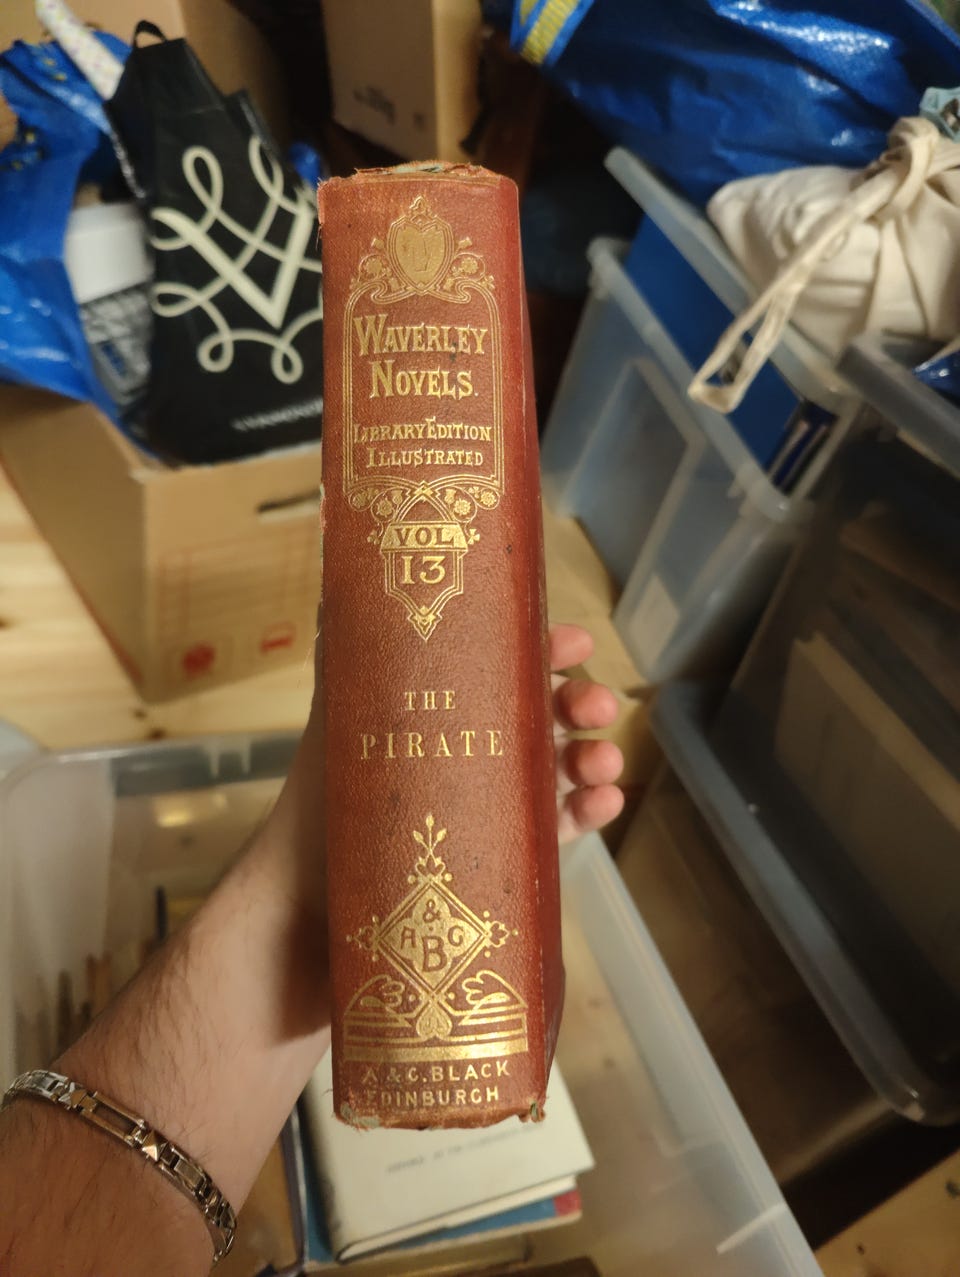 WAVERLEY
NOVELS.
LIBRARY EDITION
ILLUSTRATED
VOL
13
THE
PIRATE
&
A B C
A & C. BLACK
EDINBURGH